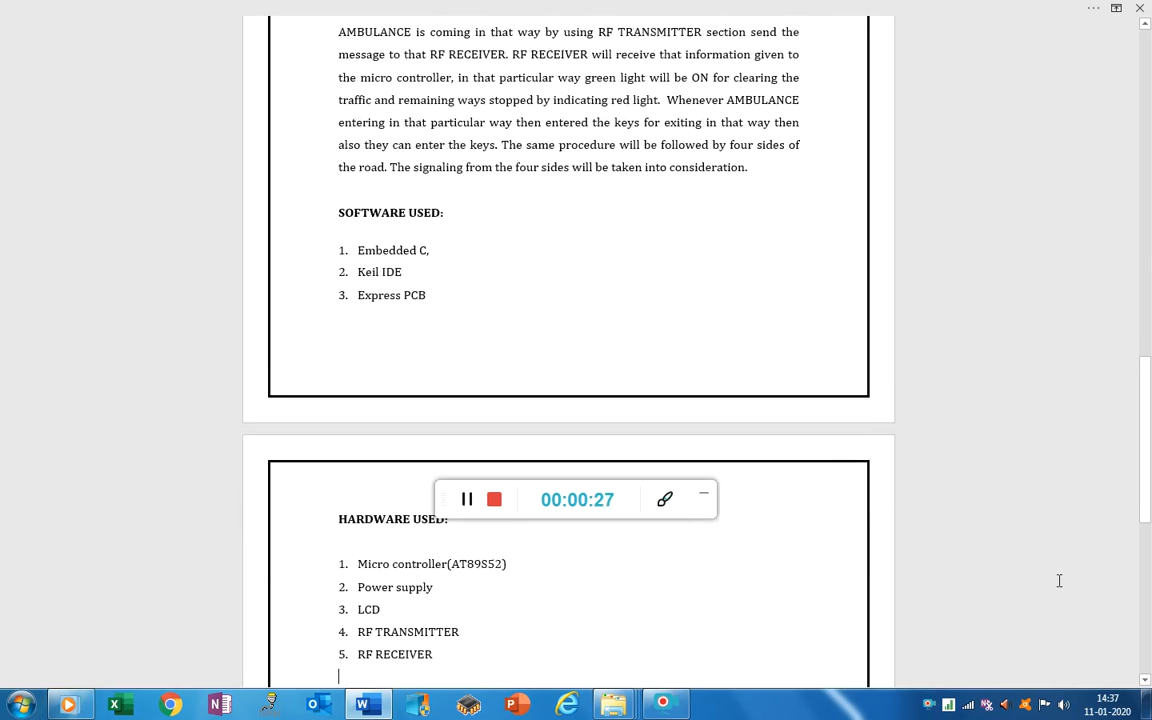 AMBULANCE is coming in that way by using RF TRANSMITTER section send the
message to that RF RECEIVER. RF RECEIVER will receive that information given to
the micro controller, in that particular way green light will be ON for clearing the
traffic and remaining ways stopped by indicating red light. Whenever AMBULANCE
entering in that particular way then entered the keys for exiting in that way then
also they can enter the keys. The same procedure will be followed by four sides of
the road. The signaling from the four sides will be taken into consideration.
SOFTWARE USED:
1. Embedded C,
2. Keil IDE
3. Express PCB
00:00:27
HARDWARE USED:
1. Micro controller(AT89S52)
2. Power supply
3. LCD
4. RF TRANSMITTER
5. RF RECEIVER
14:37
11-01-2020